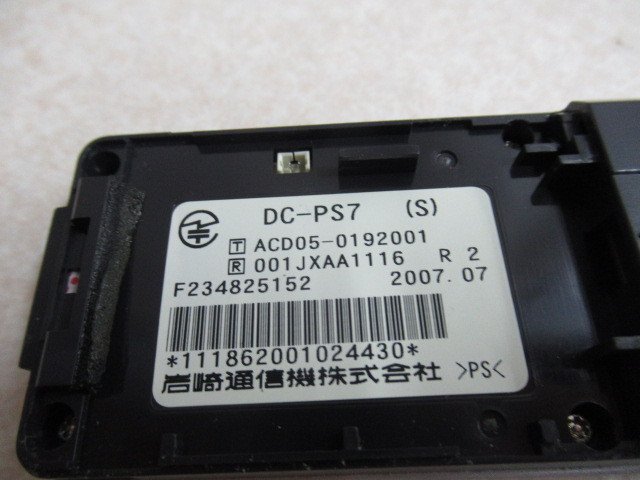 DC-PS7 (S)
T ACD05-0192001
R 001JXAA1116 R 2
F234825152 2007.07
*111862001024430*
岩崎通信機株式会社 >PS<